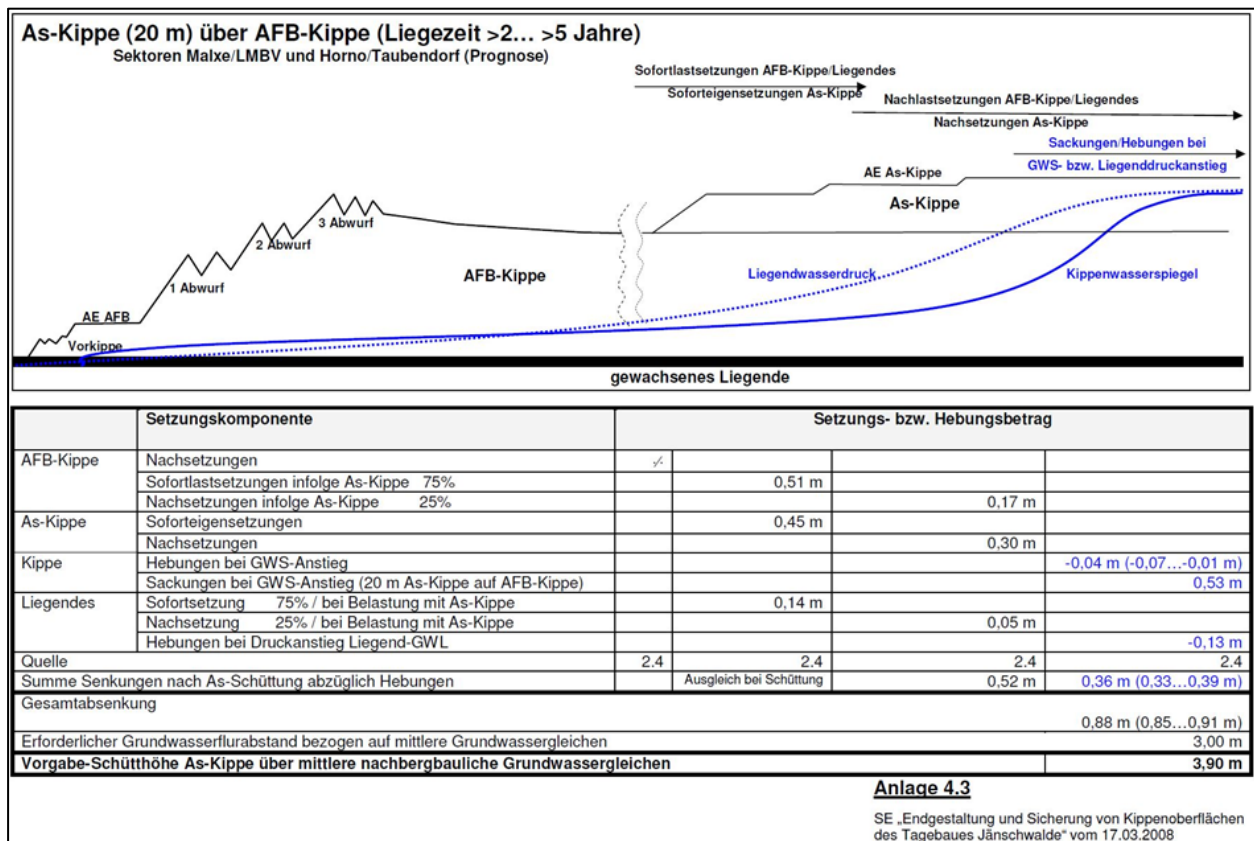 As-Kippe (20 m) über AFB-Kippe (Liegezeit >2... >5 Jahre)
Sektoren Malxe/LMBV und Horno/Taubendorf (Prognose)
Sofortlastsetzungen AFB-Kippe/Liegendes
Soforteigensetzungen As-Kippe
Nachlastsetzungen AFB-Kippe/Liegendes
Nachsetzungen As-Kippe
Sackungen/Hebungen bei
GWS- bzw. Liegenddruckanstieg
AE As-Kippe
As-Kippe
3 Abwurf
2 Abwurf
1 Abwurf
AFB-Kippe
Liegendwasserdruck
Kippenwasserspiegel
AE AFB
Vorkippe
gewachsenes Liegende
Setzungskomponente Setzungs- bzw. Hebungsbetrag
AFB-Kippe Nachsetzungen -/-
Sofortlastsetzungen infolge As-Kippe 75% 0,51 m
Nachsetzungen infolge As-Kippe 25% 0,17 m
As-Kippe Soforteigensetzungen 0,45 m
Nachsetzungen 0,30 m
Kippe Hebungen bei GWS-Anstieg -0,04 m (-0,07...-0,01 m)
Sackungen bei GWS-Anstieg (20 m As-Kippe auf AFB-Kippe) 0,53 m
Liegendes Sofortsetzung 75% / bei Belastung mit As-Kippe 0,14 m
Nachsetzung 25% / bei Belastung mit As-Kippe 0,05 m
Hebungen bei Druckanstieg Liegend-GWL -0,13 m
Quelle 2.4 2.4 2.4 2.4
Summe Senkungen nach As-Schüttung abzüglich Hebungen Ausgleich bei Schüttung 0,52 m 0,36 m (0,33...0,39 m)
Gesamtabsenkung
0,88 m (0,85...0,91 m)
Erforderlicher Grundwasserflurabstand bezogen auf mittlere Grundwassergleichen 3,00 m
Vorgabe-Schütthöhe As-Kippe über mittlere nachbergbauliche Grundwassergleichen 3,90 m
Anlage 4.3
SE „Endgestaltung und Sicherung von Kippenoberflächen
des Tagebaues Jänschwalde“ vom 17.03.2008